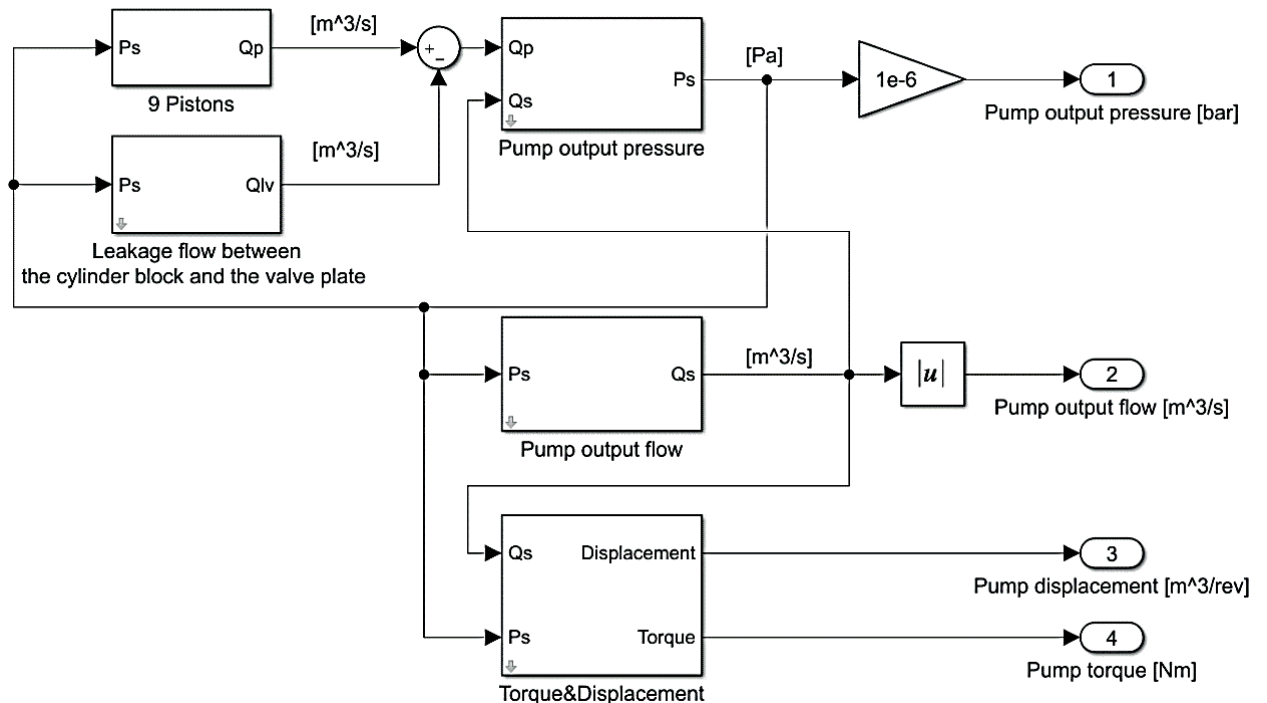 Ps
Qp
9 Pistons
[m^3/s]
+
−
Ps
Qlv
[m^3/s]
Leakage flow between
the cylinder block and the valve plate
Qp
Qs
Ps
Pump output pressure
[Pa]
1e-6
1
Pump output pressure [bar]
Ps
Qs
Pump output flow
[m^3/s]
|u|
2
Pump output flow [m^3/s]
Qs
Displacement
Ps
Torque
Torque&Displacement
3
Pump displacement [m^3/rev]
4
Pump torque [Nm]